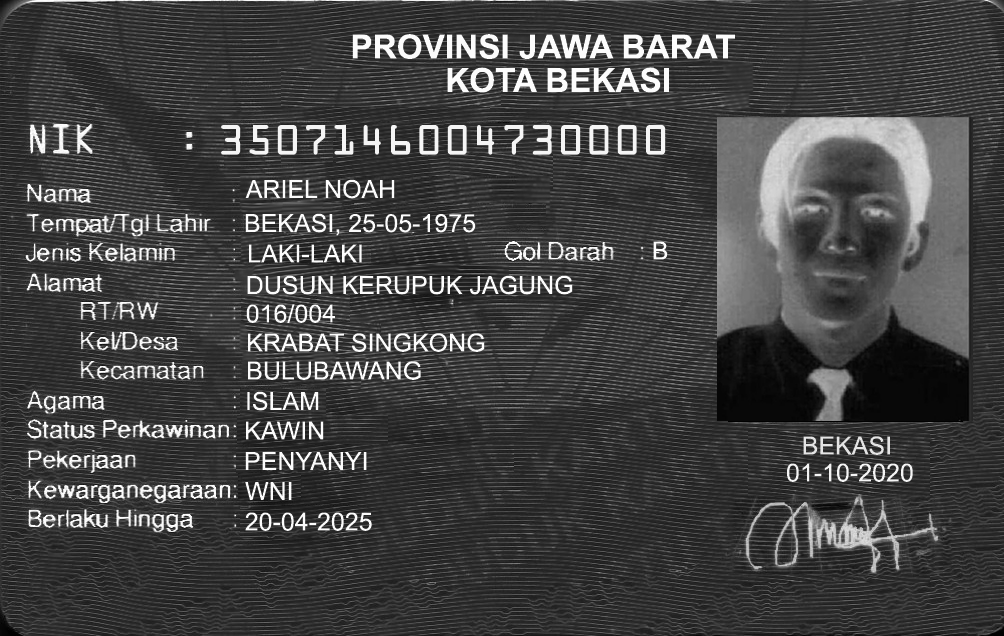 PROVINSI JAWA BARAT
KOTA BEKASI
NIK : 3507146004730000
Nama : ARIEL NOAH
Tempat/Tgl Lahir : BEKASI, 25-05-1975
Jenis Kelamin : LAKI-LAKI Gol Darah : B
Alamat : DUSUN KERUPUK JAGUNG
RT/RW : 016/004
Kel/Desa : KRABAT SINGKONG
Kecamatan : BULUBAWANG
Agama : ISLAM
Status Perkawinan: KAWIN
Pekerjaan : PENYANYI
Kewarganegaraan: WNI
Berlaku Hingga : 20-04-2025
BEKASI
01-10-2020